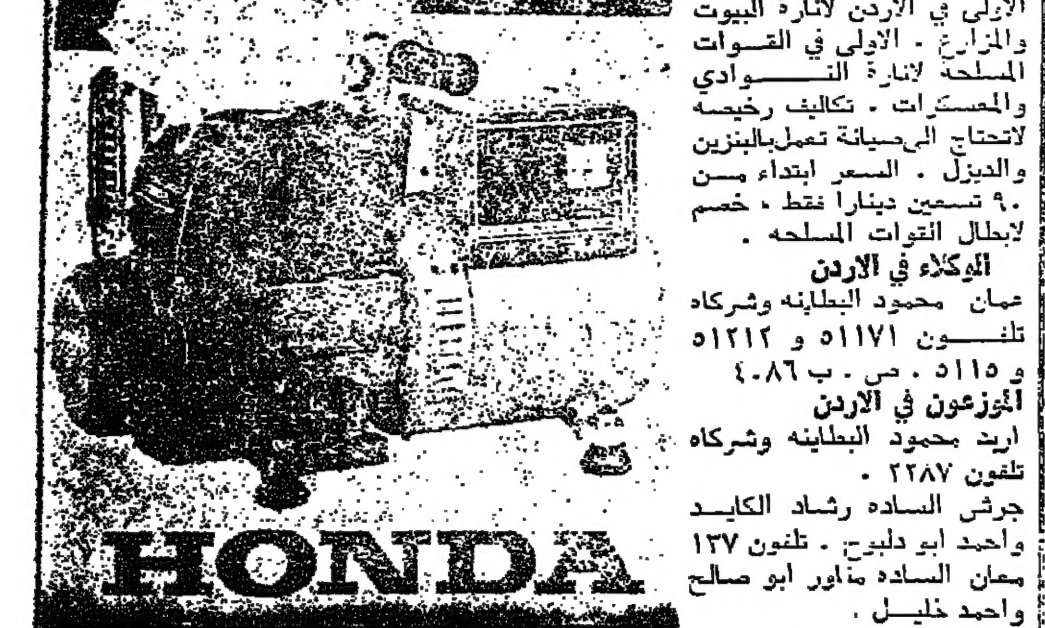 الاولى في الاردن لانارة البيوت
والمزارع . الاولى في القسوات
المسلحة لانارة النوادي
والمعسكرات . تكاليف رخيصه
لاتحتاج الى صيانة تعمل بالبنزين
والديزل . السعر ابتداء مسن
٩٠ تسعين دينارا فقط ، خصم
لابطال القوات المسلحه .
الوكلاء في الاردن
عمان محمود البطاينه وشركاه
تلفون ٥١١٧١ و ٥١٢١٢
و ٥١١٥ . ص . ب ٤٠٨٦
الموزعون في الاردن
اربد محمود البطاينه وشركاه
تلفون ٢٢٨٧ .
جرش الساده رشاد الكايد
واحمد ابو دلبوح . تلفون ١٣٧
معان الساده مناور ابو صالح
واحمد خليل .
HONDA